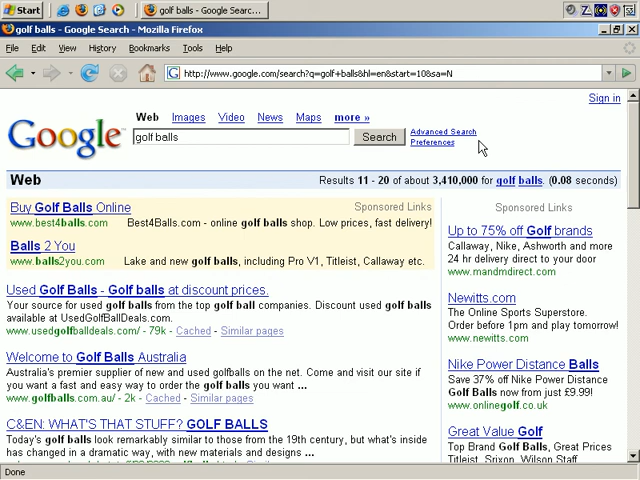 Start
golf balls - Google Searc...
golf balls - Google Search - Mozilla Firefox
File Edit View History Bookmarks Tools Help
http://www.google.com/search?q=golf+balls&hl=en&start=10&sa=N
Sign in
Google
Web Images Video News Maps more »
golf balls
Search
Advanced Search
Preferences
Web
Results 11 - 20 of about 3,410,000 for golf balls. (0.08 seconds)
Buy Golf Balls Online
Sponsored Links
www.best4balls.com Best4Balls.com - online golf balls shop. Low prices, fast delivery!
Balls 2 You
www.balls2you.com Lake and new golf balls, including Pro V1, Titleist, Callaway etc.
Used Golf Balls - Golf balls at discount prices.
Your source for used golf balls from the top golf ball companies. Discount used golf balls
available at UsedGolfBallDeals.com.
www.usedgolfballdeals.com/ - 79k - Cached - Similar pages
Welcome to Golf Balls Australia
Australia's premier supplier of new and used golfballs on the net. Come and visit our site if
you want a fast and easy way to order the golf balls you want ...
www.golfballs.com.au/ - 2k - Cached - Similar pages
C&EN: WHAT'S THAT STUFF? GOLF BALLS
Today's golf balls look remarkably similar to those from the 19th century, but what's inside
has changed in a dramatic way, with new materials and designs ...
Sponsored Links
Up to 75% off Golf brands
Callaway, Nike, Ashworth and more
24 hr delivery direct to your door
www.mandmdirect.com
Newitts.com
The Online Sports Superstore.
Order before 1pm and play tomorrow!
www.newitts.com
Nike Power Distance Balls
Save 37% off Nike Power Distance
Golf Balls now from just £9.99!
www.onlinegolf.co.uk
Great Value Golf
Top Brand Golf Balls, Great Prices
Titleist, Srixon, Wilson Staff
Done